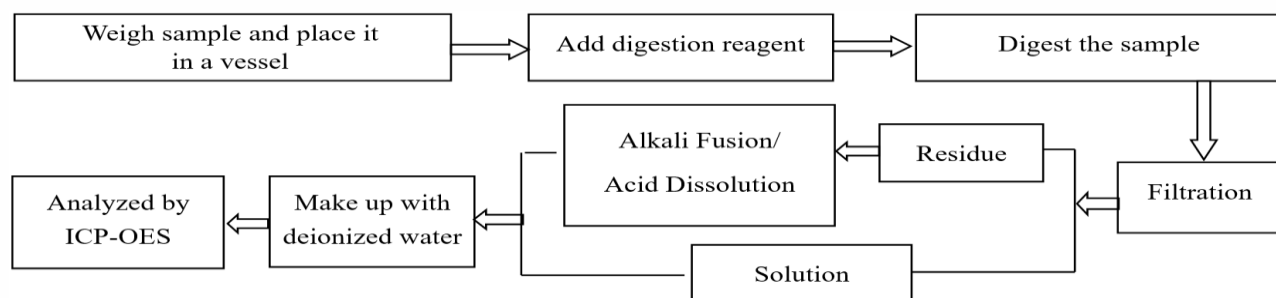 Weigh sample and place it
in a vessel
Add digestion reagent
Digest the sample
Filtration
Residue
Alkali Fusion/
Acid Dissolution
Solution
Make up with
deionized water
Analyzed by
ICP-OES